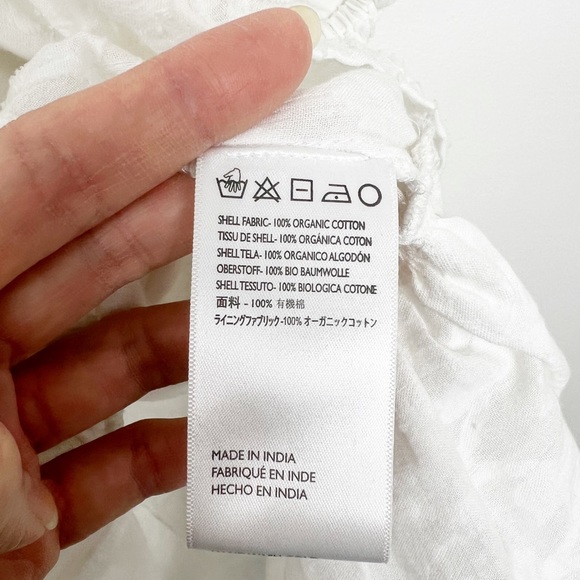 SHELL FABRIC- 100% ORGANIC COTTON
TISSU DE SHELL- 100% ORGÁNICA COTON
SHELL TELA- 100% ORGANICO ALGODÓN
OBERSTOFF- 100% BIO BAUMWOLLE
SHELL TESSUTO- 100% BIOLOGICA COTONE
面料 - 100% 有機棉
ライニングファブリック-100% オーガニックコットン
MADE IN INDIA
FABRIQUÉ EN INDE
HECHO EN INDIA